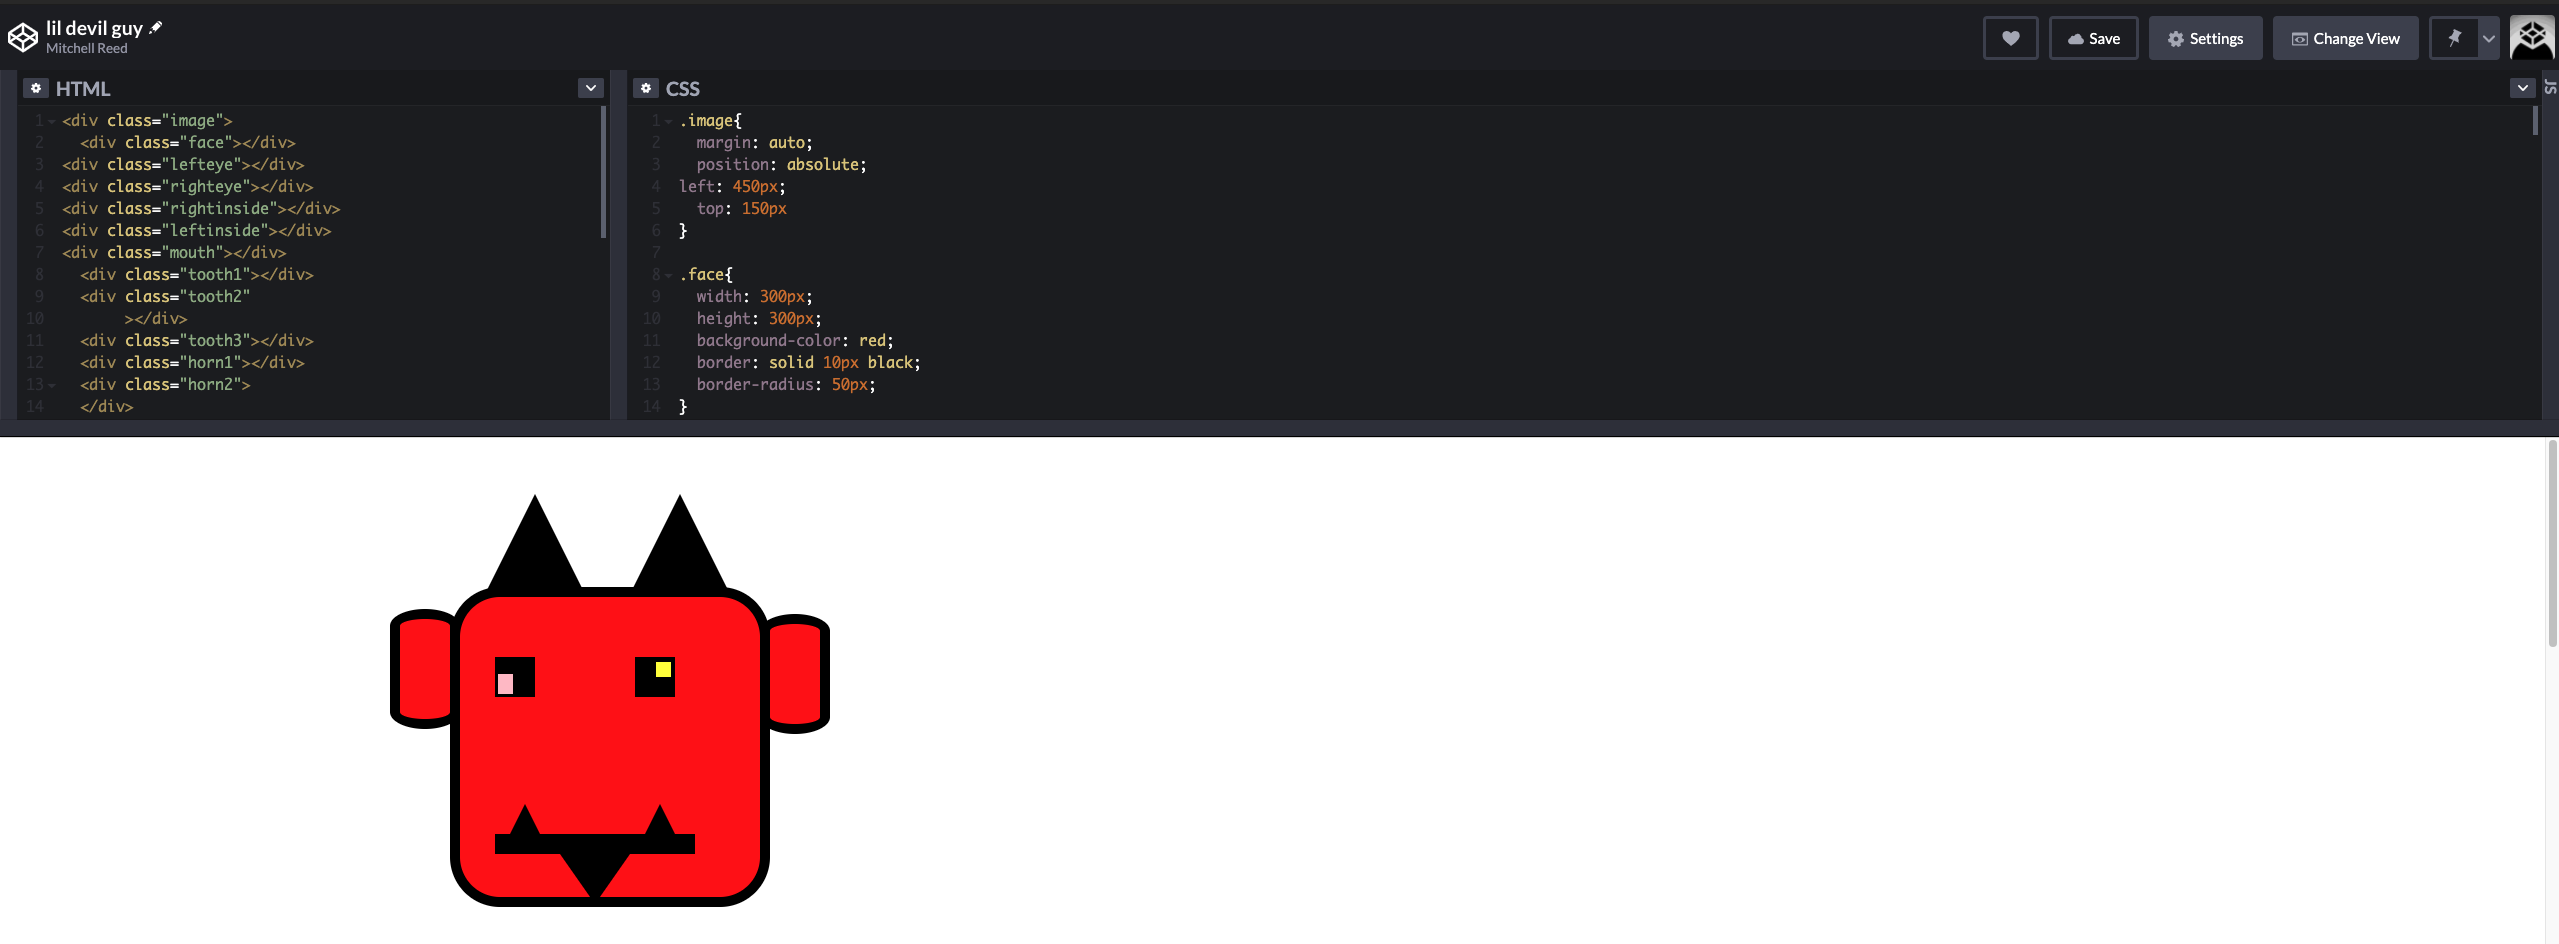 lil devil guy
Mitchell Reed
Save
Settings
Change View
HTML
1 <div class="image">
2 <div class="face"></div>
3 <div class="lefteye"></div>
4 <div class="righteye"></div>
5 <div class="rightinside"></div>
6 <div class="leftinside"></div>
7 <div class="mouth"></div>
8 <div class="tooth1"></div>
9 <div class="tooth2"
10 ></div>
11 <div class="tooth3"></div>
12 <div class="horn1"></div>
13 <div class="horn2">
14 </div>
CSS
1 .image{
2 margin: auto;
3 position: absolute;
4 left: 450px;
5 top: 150px
6 }
7
8 .face{
9 width: 300px;
10 height: 300px;
11 background-color: red;
12 border: solid 10px black;
13 border-radius: 50px;
14 }
JS